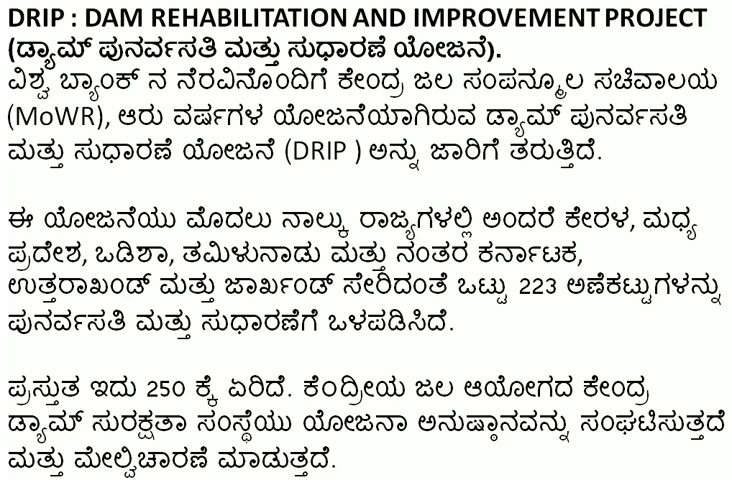 DRIP : DAM REHABILITATION AND IMPROVEMENT PROJECT
(ಡ್ಯಾಮ್ ಪುನರ್ವಸತಿ ಮತ್ತು ಸುಧಾರಣೆ ಯೋಜನೆ).
ವಿಶ್ವ ಬ್ಯಾಂಕ್ ನ ನೆರವಿನೊಂದಿಗೆ ಕೇಂದ್ರ ಜಲ ಸಂಪನ್ಮೂಲ ಸಚಿವಾಲಯ
(MoWR), ಆರು ವರ್ಷಗಳ ಯೋಜನೆಯಾಗಿರುವ ಡ್ಯಾಮ್ ಪುನರ್ವಸತಿ
ಮತ್ತು ಸುಧಾರಣೆ ಯೋಜನೆ (DRIP ) ಅನ್ನು ಜಾರಿಗೆ ತರುತ್ತಿದೆ.
ಈ ಯೋಜನೆಯು ಮೊದಲು ನಾಲ್ಕು ರಾಜ್ಯಗಳಲ್ಲಿ ಅಂದರೆ ಕೇರಳ, ಮಧ್ಯ
ಪ್ರದೇಶ, ಒಡಿಶಾ, ತಮಿಳುನಾಡು ಮತ್ತು ನಂತರ ಕರ್ನಾಟಕ,
ಉತ್ತರಾಖಂಡ್ ಮತ್ತು ಜಾರ್ಖಂಡ್ ಸೇರಿದಂತೆ ಒಟ್ಟು 223 ಅಣೆಕಟ್ಟುಗಳನ್ನು
ಪುನರ್ವಸತಿ ಮತ್ತು ಸುಧಾರಣೆಗೆ ಒಳಪಡಿಸಿದೆ.
ಪ್ರಸ್ತುತ ಇದು 250 ಕ್ಕೆ ಏರಿದೆ. ಕೆಂದ್ರೀಯ ಜಲ ಆಯೋಗದ ಕೇಂದ್ರ
ಡ್ಯಾಮ್ ಸುರಕ್ಷತಾ ಸಂಸ್ಥೆಯು ಯೋಜನಾ ಅನುಷ್ಠಾನವನ್ನು ಸಂಘಟಿಸುತ್ತದೆ
ಮತ್ತು ಮೇಲ್ವಿಚಾರಣೆ ಮಾಡುತ್ತದೆ.